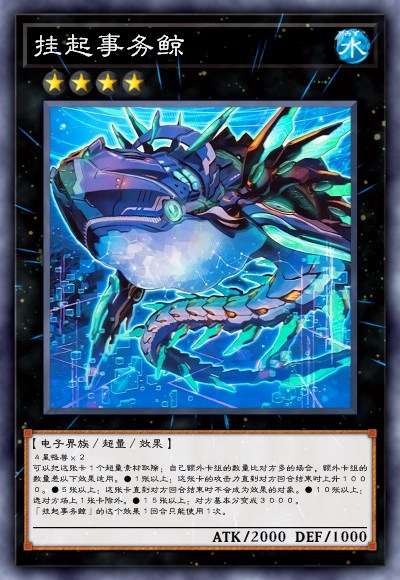 挂起事务鲸
水
【电子界族／超量／效果】
4星怪兽×2
可以把这张卡1个超量素材取除；自己额外卡组的数量比对方多的场合，额外卡组的
数量差以下效果适用。●1张以上：这张卡的攻击力直到对方回合结束时上升１００
０。●5张以上：这张卡直到对方回合结束时不会成为效果的对象。●10张以上：
选对方场上1张卡除外。●15张以上：对方基本分变成３０００。
「挂起事务鲸」的这个效果1回合只能使用1次。
ATK/2000 DEF/1000